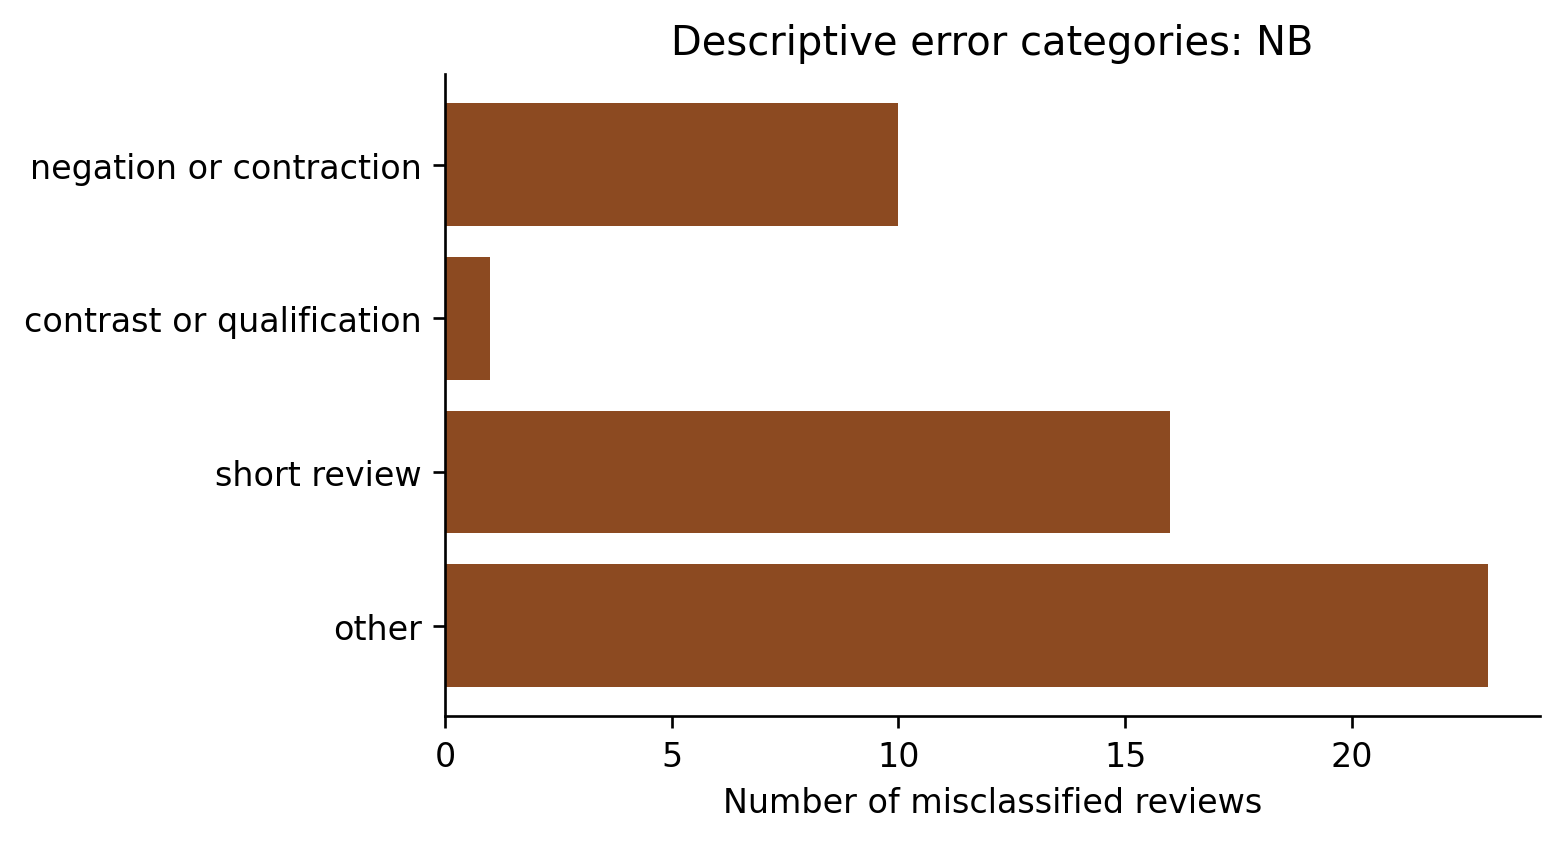 Descriptive error categories: NB
negation or contraction
contrast or qualification
short review
other
0 5 10 15 20
Number of misclassified reviews